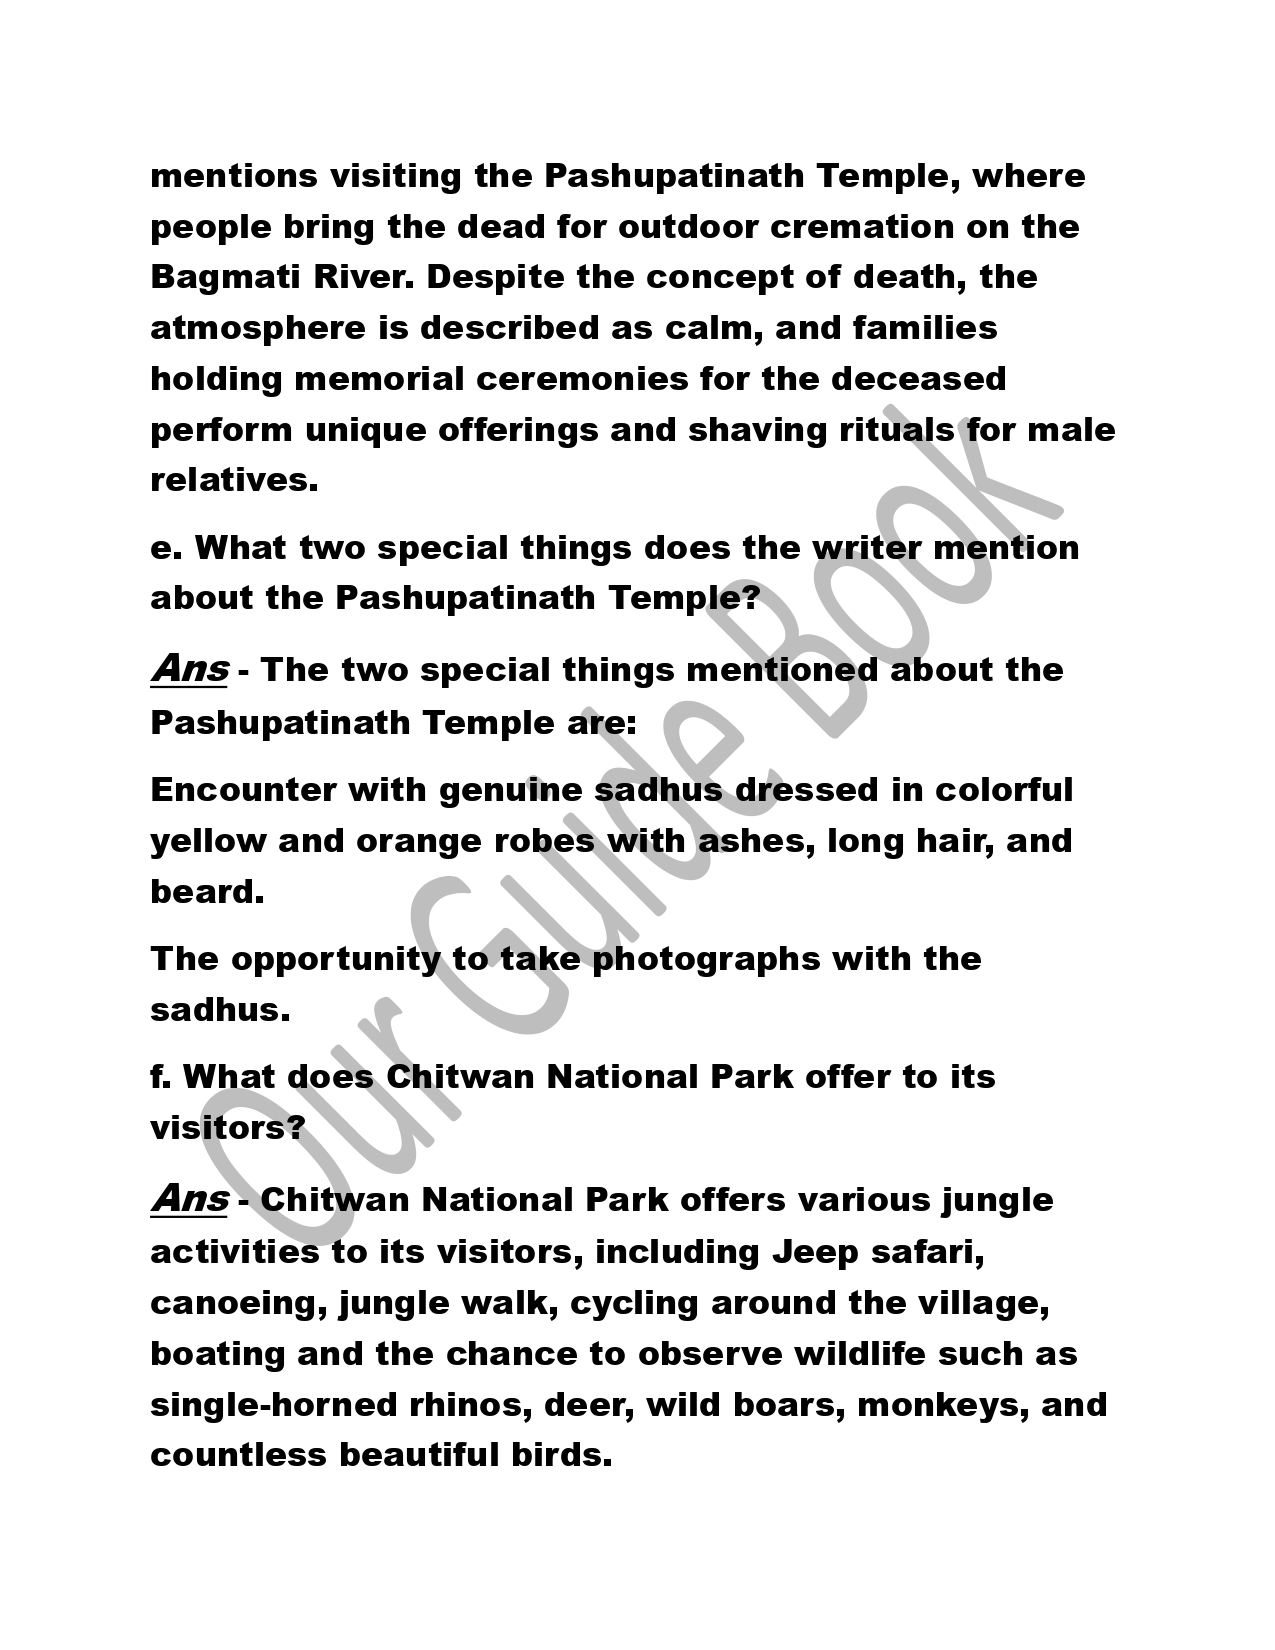 mentions visiting the Pashupatinath Temple, where
people bring the dead for outdoor cremation on the
Bagmati River. Despite the concept of death, the
atmosphere is described as calm, and families
holding memorial ceremonies for the deceased
perform unique offerings and shaving rituals for male
relatives.
e. What two special things does the writer mention
about the Pashupatinath Temple?
Ans - The two special things mentioned about the
Pashupatinath Temple are:
Encounter with genuine sadhus dressed in colorful
yellow and orange robes with ashes, long hair, and
beard.
The opportunity to take photographs with the
sadhus.
f. What does Chitwan National Park offer to its
visitors?
Ans - Chitwan National Park offers various jungle
activities to its visitors, including Jeep safari,
canoeing, jungle walk, cycling around the village,
boating and the chance to observe wildlife such as
single-horned rhinos, deer, wild boars, monkeys, and
countless beautiful birds.
Our Guide Book